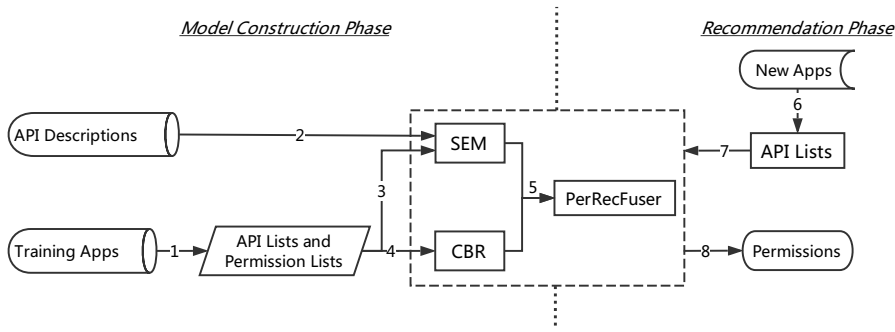 Model Construction Phase
Recommendation Phase
New Apps
6
API Descriptions
2
SEM
7
API Lists
3
5
PerRecFuser
Training Apps
1
API Lists and
Permission Lists
4
CBR
8
Permissions